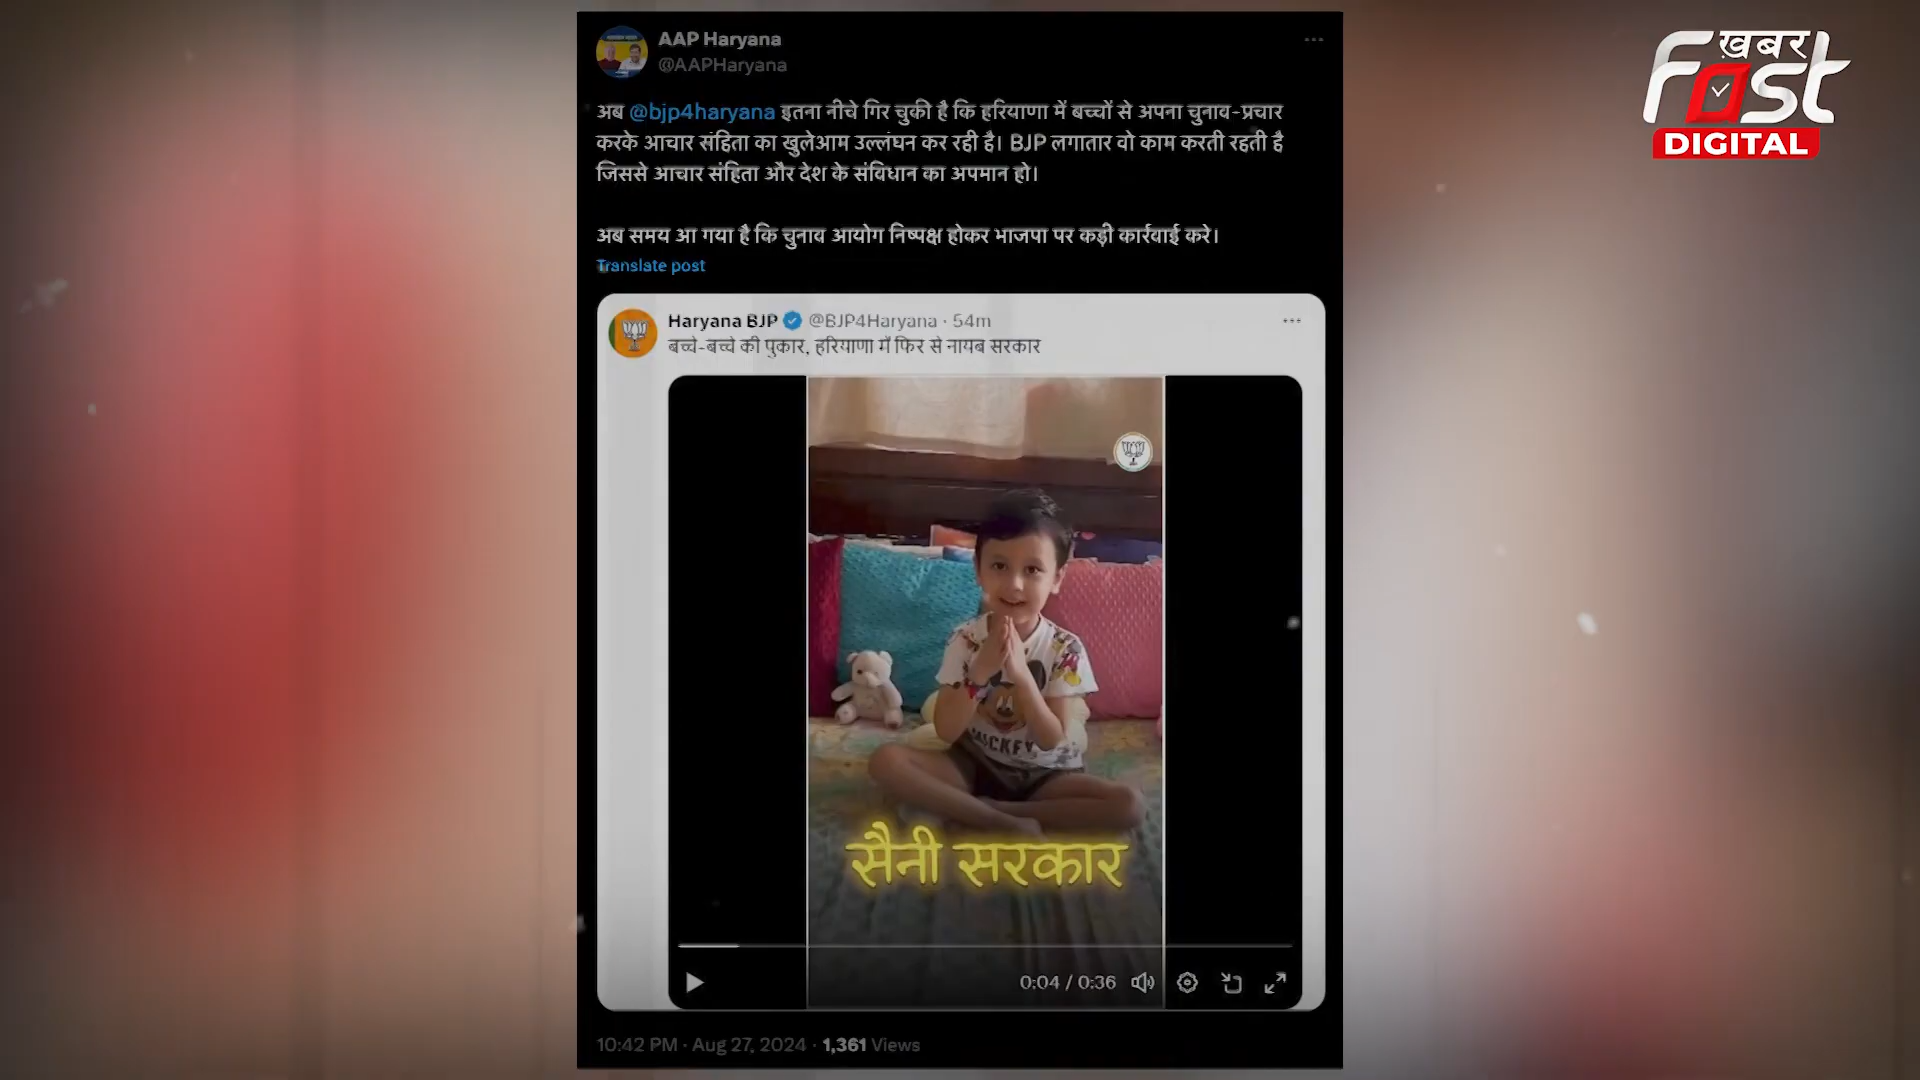 AAP Haryana
@AAPHaryana
अब @bjp4haryana इतना नीचे गिर चुकी है कि हरियाणा में बच्चों से अपना चुनाव-प्रचार
करके आचार संहिता का खुलेआम उल्लंघन कर रही है। BJP लगातार वो काम करती रहती है
जिससे आचार संहिता और देश के संविधान का अपमान हो।
अब समय आ गया है कि चुनाव आयोग निष्पक्ष होकर भाजपा पर कड़ी कार्रवाई करे।
Translate post
Haryana BJP @BJP4Haryana · 54m
बच्चे-बच्चे की पुकार, हरियाणा में फिर से नायब सरकार
MICKEY
सैनी सरकार
0:04 / 0:36
10:42 PM · Aug 27, 2024 · 1,361 Views
ख़बर
Fast
DIGITAL